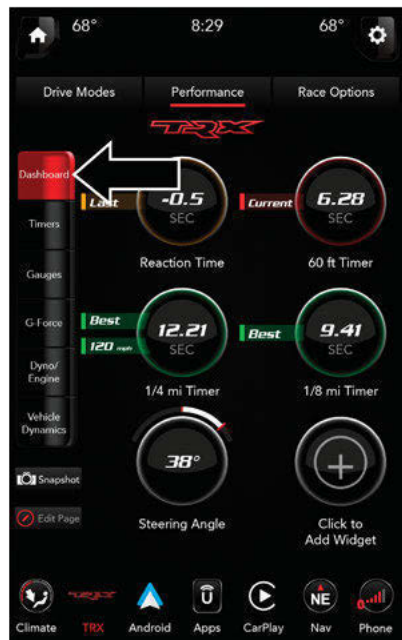 68° 8:29 68°
Drive Modes Performance Race Options
TRX
Dashboard
Last -0.5 SEC
Current 6.28 SEC
Timers
Reaction Time 60 ft Timer
Gauges
G-Force
Best 120 mph 12.21 SEC
Best 9.41 SEC
Dyno/
Engine
1/4 mi Timer 1/8 mi Timer
Vehicle
Dynamics
38°
Snapshot
Edit Page
Steering Angle Click to
Add Widget
NE
Climate TRX Android Apps CarPlay Nav Phone